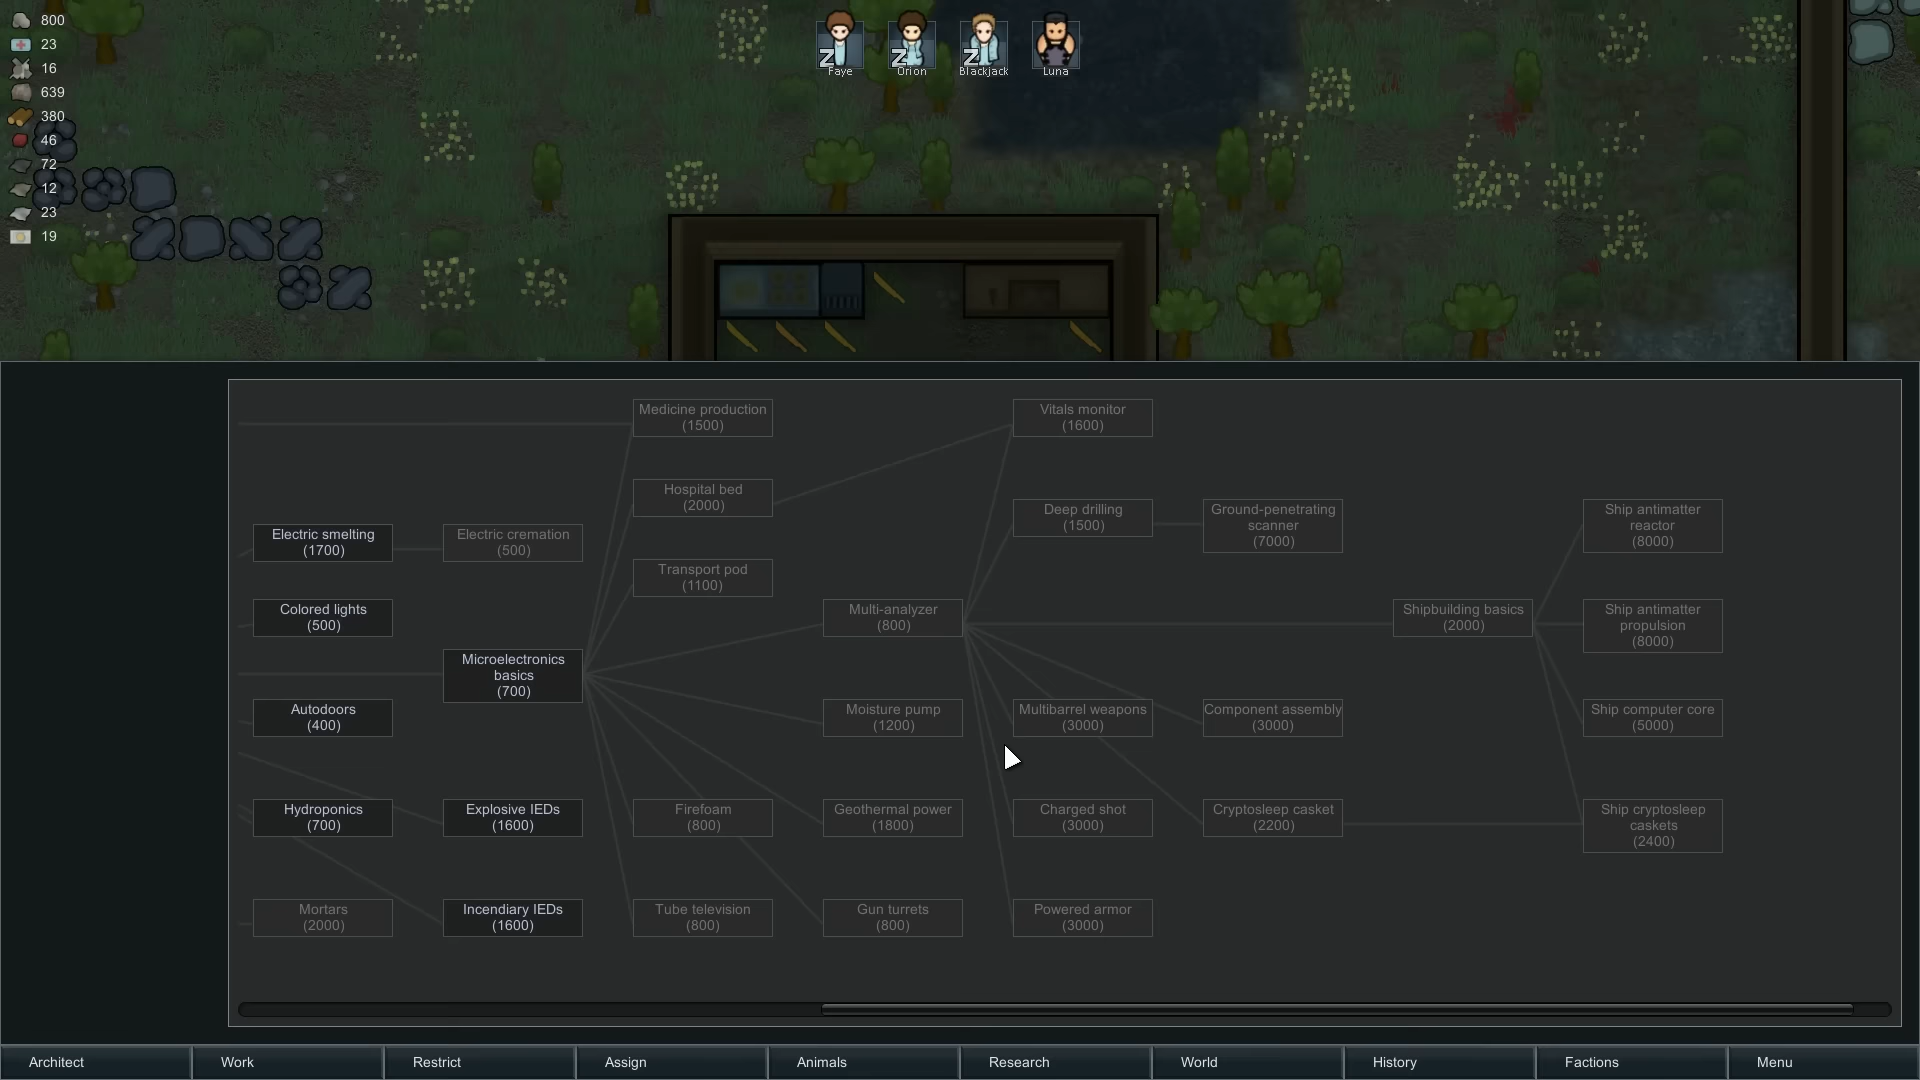 800
23
16
639
380
46
72
12
23
19
Z
Faye
Z
Orion
Z
Blackjack
Luna
Medicine production
(1500)
Vitals monitor
(1600)
Hospital bed
(2000)
Deep drilling
(1500)
Ground-penetrating
scanner
(7000)
Ship antimatter
reactor
(8000)
Electric smelting
(1700)
Electric cremation
(500)
Transport pod
(1100)
Colored lights
(500)
Multi-analyzer
(800)
Shipbuilding basics
(2000)
Ship antimatter
propulsion
(8000)
Microelectronics
basics
(700)
Autodoors
(400)
Moisture pump
(1200)
Multibarrel weapons
(3000)
Component assembly
(3000)
Ship computer core
(5000)
Hydroponics
(700)
Explosive IEDs
(1600)
Firefoam
(800)
Geothermal power
(1800)
Charged shot
(3000)
Cryptosleep casket
(2200)
Ship cryptosleep
caskets
(2400)
Mortars
(2000)
Incendiary IEDs
(1600)
Tube television
(800)
Gun turrets
(800)
Powered armor
(3000)
Architect
Work
Restrict
Assign
Animals
Research
World
History
Factions
Menu